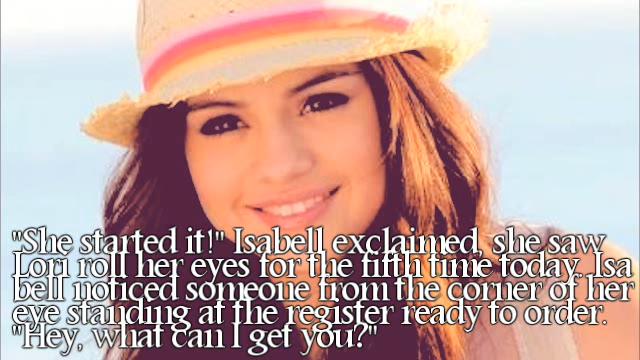 "She started it!" Isabell exclaimed, she saw
Lori roll her eyes for the fifth time today. Isa
bell noticed someone from the corner of her
eye standing at the register ready to order.
"Hey, what can I get you?"